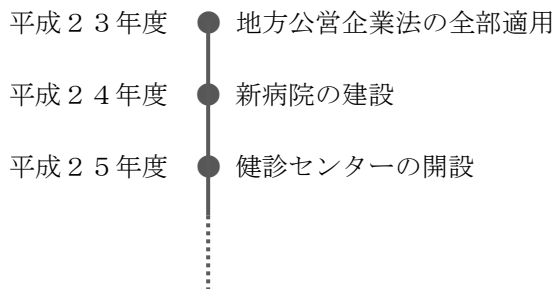 平成２３年度 地方公営企業法の全部適用
平成２４年度 新病院の建設
平成２５年度 健診センターの開設